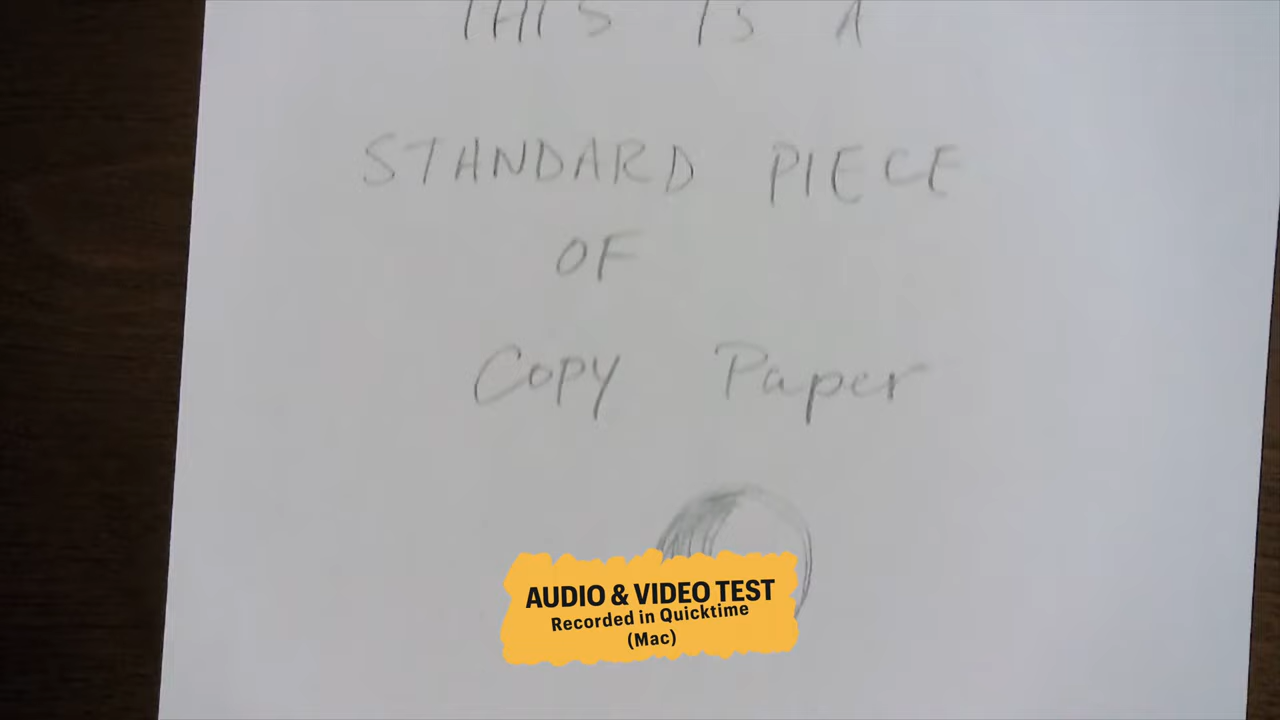 THIS IS A
STANDARD PIECE
OF
Copy Paper
AUDIO & VIDEO TEST
Recorded in Quicktime
(Mac)